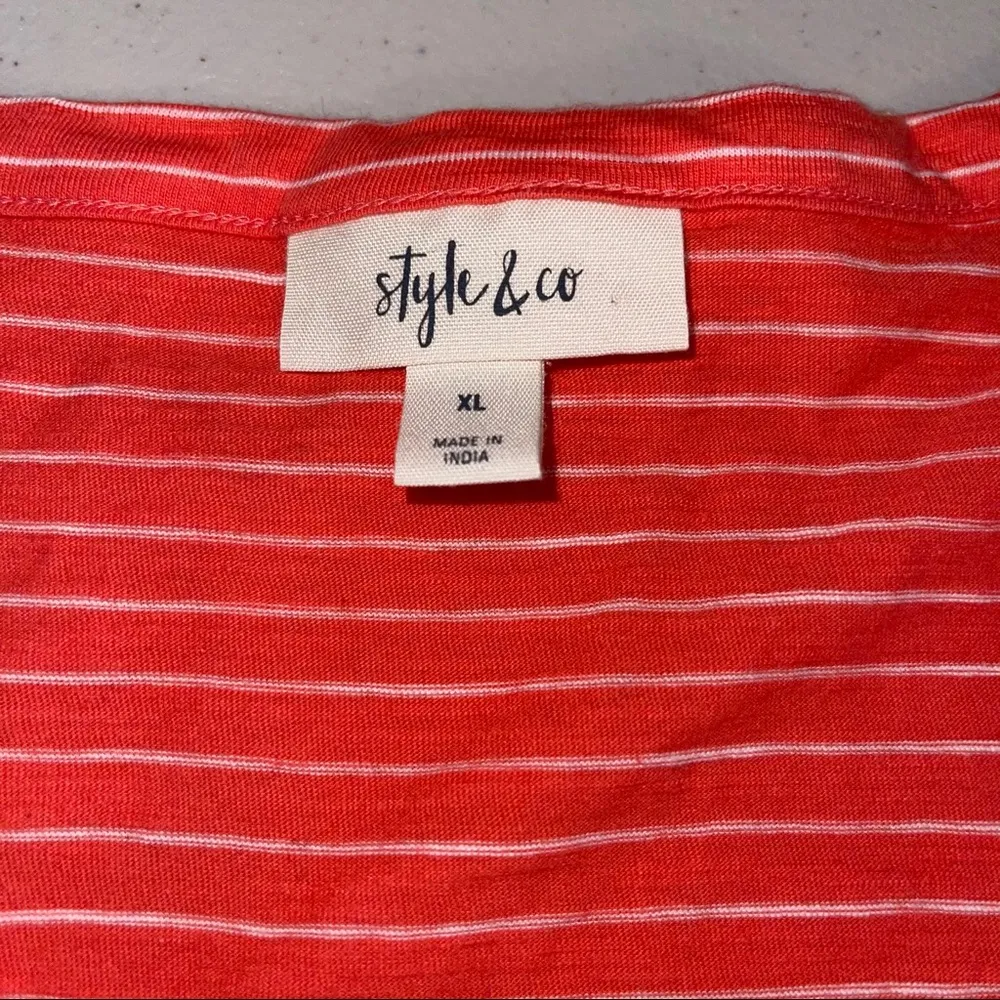 style & co
XL
MADE IN
INDIA